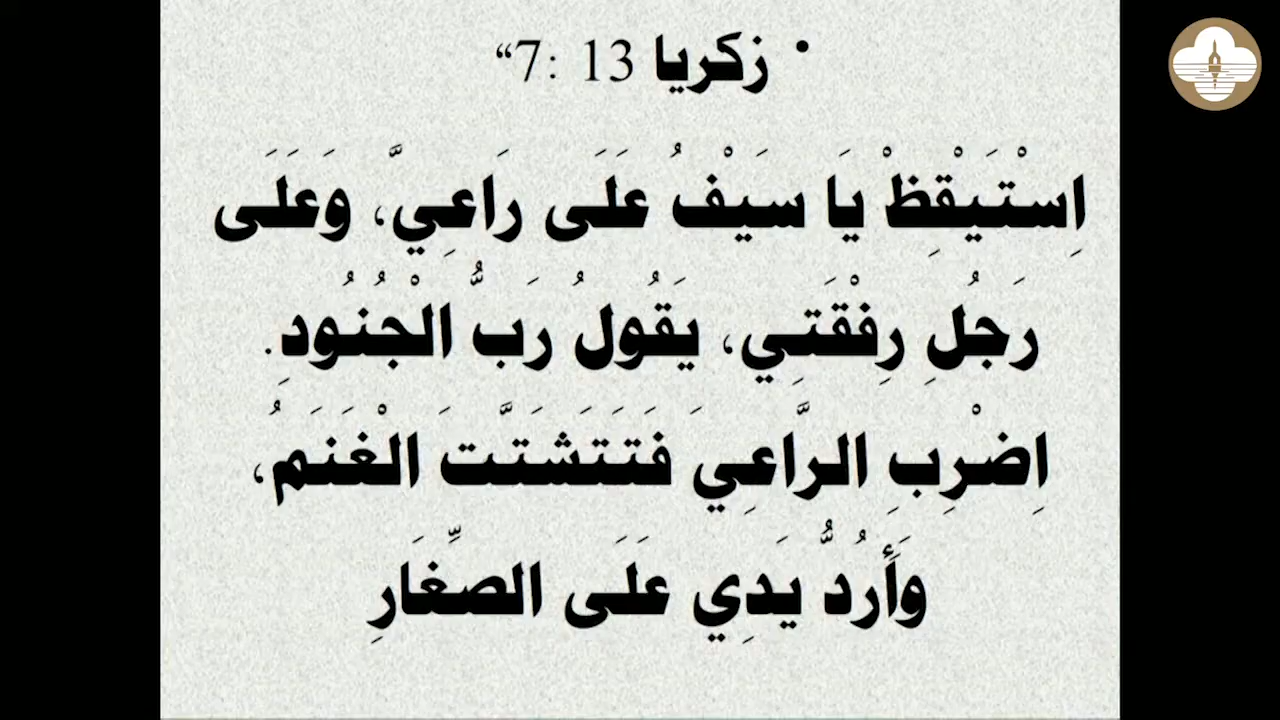 • زكريا 13 :7“
اِسْتَيْقِظْ يَا سَيْفُ عَلَى رَاعِيَّ، وَعَلَى
رَجُلِ رِفْقَتِي، يَقُولُ رَبُّ الْجُنُودِ.
اِضْرِبِ الرَّاعِيَ فَتَتَشَتَّتَ الْغَنَمُ،
وَأَرُدُّ يَدِي عَلَى الصِّغَارِ